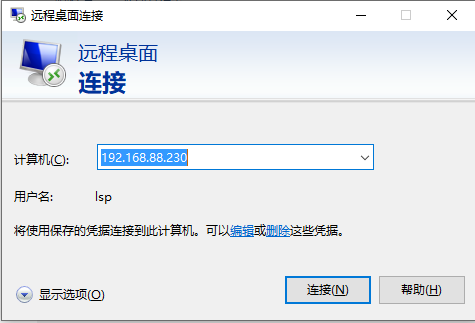 远程桌面连接
远程桌面
连接
计算机(C):
192.168.88.230
用户名:
lsp
将使用保存的凭据连接到此计算机。可以编辑或删除这些凭据。
显示选项(O)
连接(N)
帮助(H)